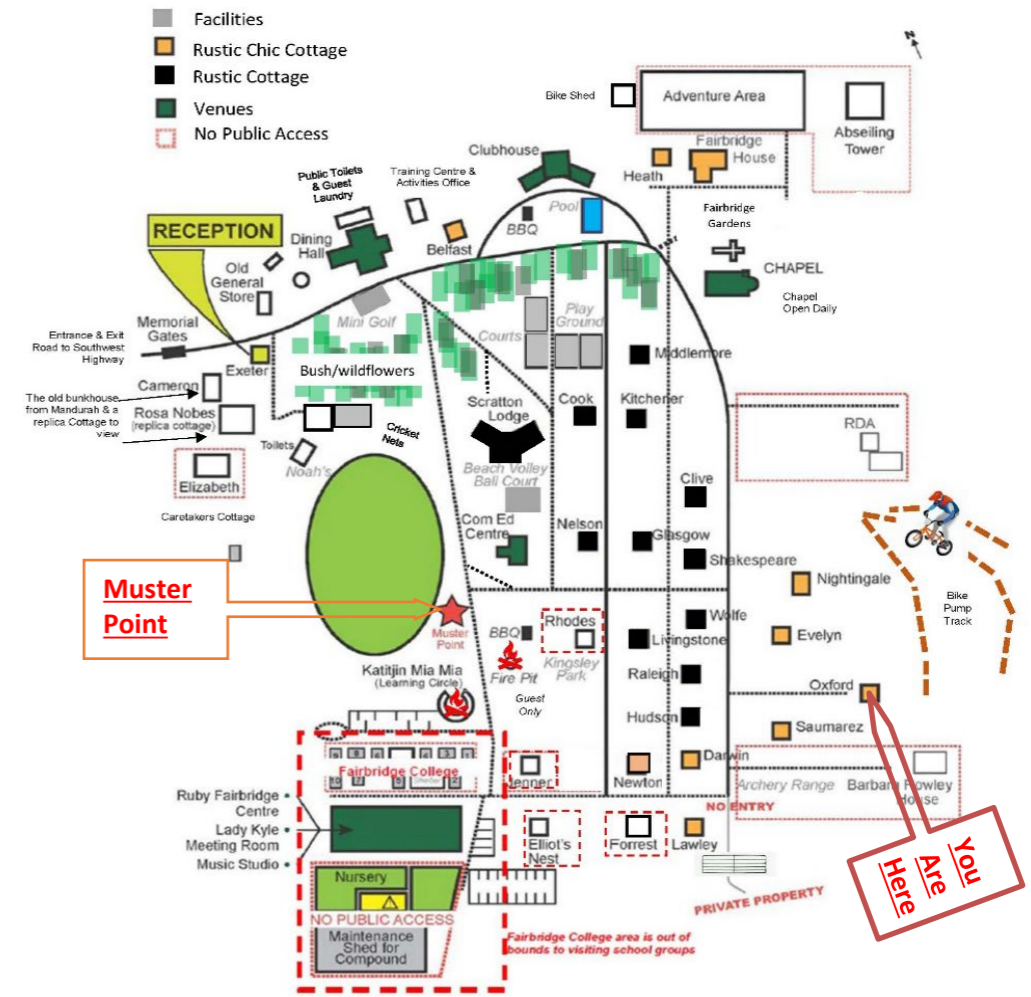 Facilities
Rustic Chic Cottage
Rustic Cottage
Venues
No Public Access
N
Bike Shed
Adventure Area
Abseiling
Tower
Fairbridge
House
Heath
Clubhouse
Training Centre &
Activities Office
Public Toilets
& Guest
Laundry
Pool
BBQ
Fairbridge
Gardens
RECEPTION
Dining
Hall
Belfast
CHAPEL
Chapel
Open Daily
Old
General
Store
Mini Golf
Play
Ground
Courts
Memorial
Gates
Entrance & Exit
Road to Southwest
Highway
Exeter
Bush/wildflowers
Middlemore
Cameron
The old bunkhouse
from Mandurah & a
replica Cottage to
view
Rosa Nobes
(replica cottage)
Scratton
Lodge
Cook
Kitchener
Cricket
Nets
Toilets
Noah's
RDA
Elizabeth
Caretakers Cottage
Beach Volley
Ball Court
Clive
Com Ed
Centre
Nelson
Glasgow
Shakespeare
Nightingale
Bike
Pump
Track
Muster
Point
Muster
Point
BBQ
Rhodes
Wolfe
Livingstone
Evelyn
Fire Pit
Kingsley
Park
Katitjin Mia Mia
(Learning Circle)
Guest
Only
Raleigh
Oxford
Hudson
Saumarez
Fairbridge College
Jenner
Newton
Darwin
Archery Range
Barbara Rowley
House
NO ENTRY
Ruby Fairbridge
Centre
Lady Kyle
Meeting Room
Music Studio
Elliot's
Nest
Forrest
Lawley
You
Are
Here
PRIVATE PROPERTY
Nursery
NO PUBLIC ACCESS
Maintenance
Shed for
Compound
Fairbridge College area is out of
bounds to visiting school groups